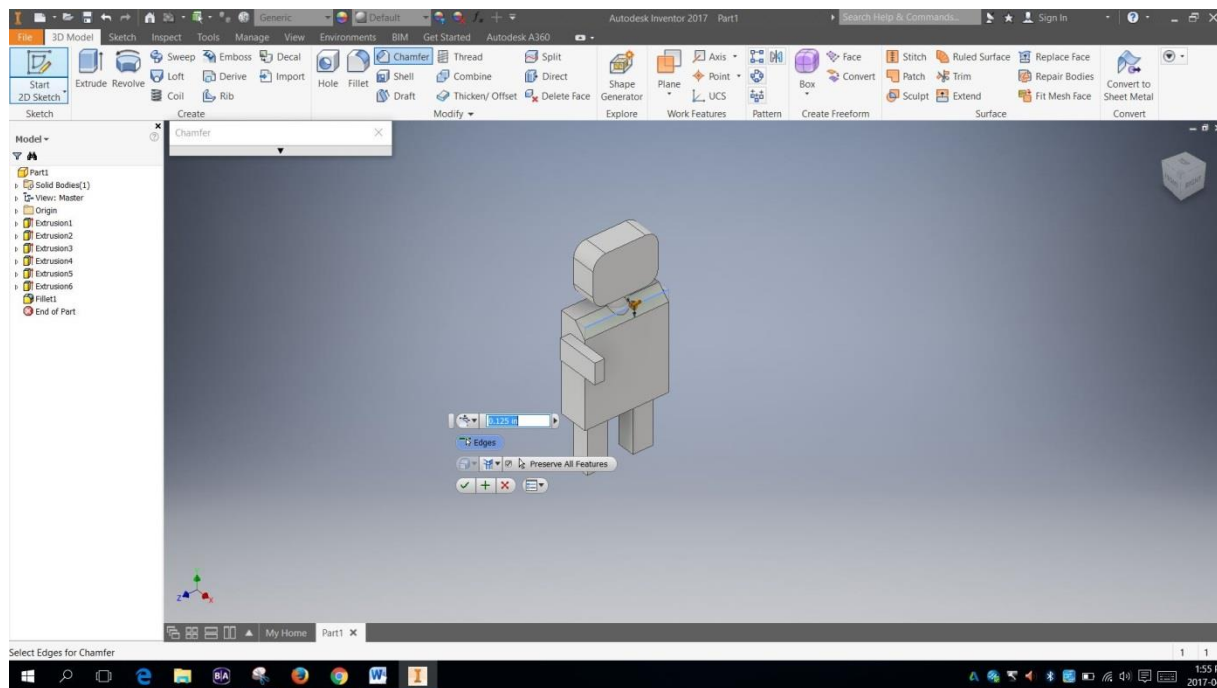 Generic Default Autodesk Inventor 2017 Part1 Search Help & Commands... Sign In
File 3D Model Sketch Inspect Tools Manage View Environments BIM Get Started Autodesk A360
Sweep Emboss Decal Chamfer Thread Split Axis Face Stitch Ruled Surface Replace Face
Start Extrude Revolve Loft Derive Import Hole Fillet Shell Combine Direct Shape Plane Point Box Convert Patch Trim Repair Bodies Convert to
2D Sketch Coil Rib Draft Thicken/ Offset Delete Face Generator UCS Sculpt Extend Fit Mesh Face Sheet Metal
Sketch Create Modify Explore Work Features Pattern Create Freeform Surface Convert
Chamfer
Model
Part1
Solid Bodies(1)
View: Master
Origin
Extrusion1
Extrusion2
Extrusion3
Extrusion4
Extrusion5
Extrusion6
Fillet1
End of Part
RIGHT
0.125 in
Edges
Preserve All Features
Y
Z X
My Home Part1
Select Edges for Chamfer 1 1
B/A W I 1:55 P
2017-0